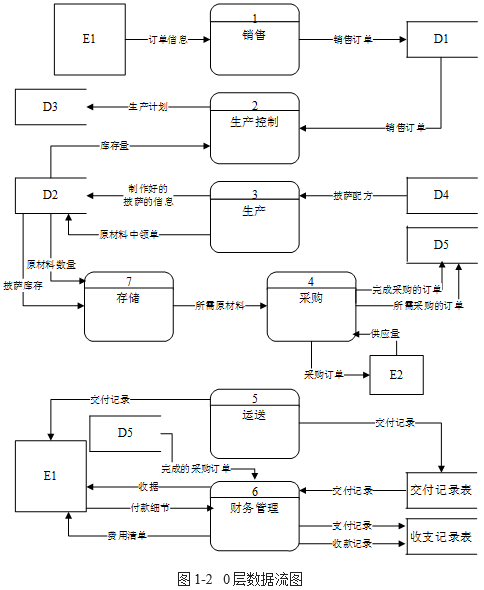 E1
订单信息
1
销售
销售订单
D1
D3
生产计划
2
生产控制
销售订单
库存量
D2
制作好的
披萨的信息
3
生产
披萨配方
D4
原材料申领单
D5
原材料数量
披萨库存
7
存储
所需原材料
4
采购
完成采购的订单
所需采购的订单
供应量
采购订单
E2
交付记录
5
运送
交付记录
D5
完成的采购订单
E1
收据
6
财务管理
交付记录
交付记录表
付款细节
支付记录
收款记录
收支记录表
费用清单
图1-2 0层数据流图